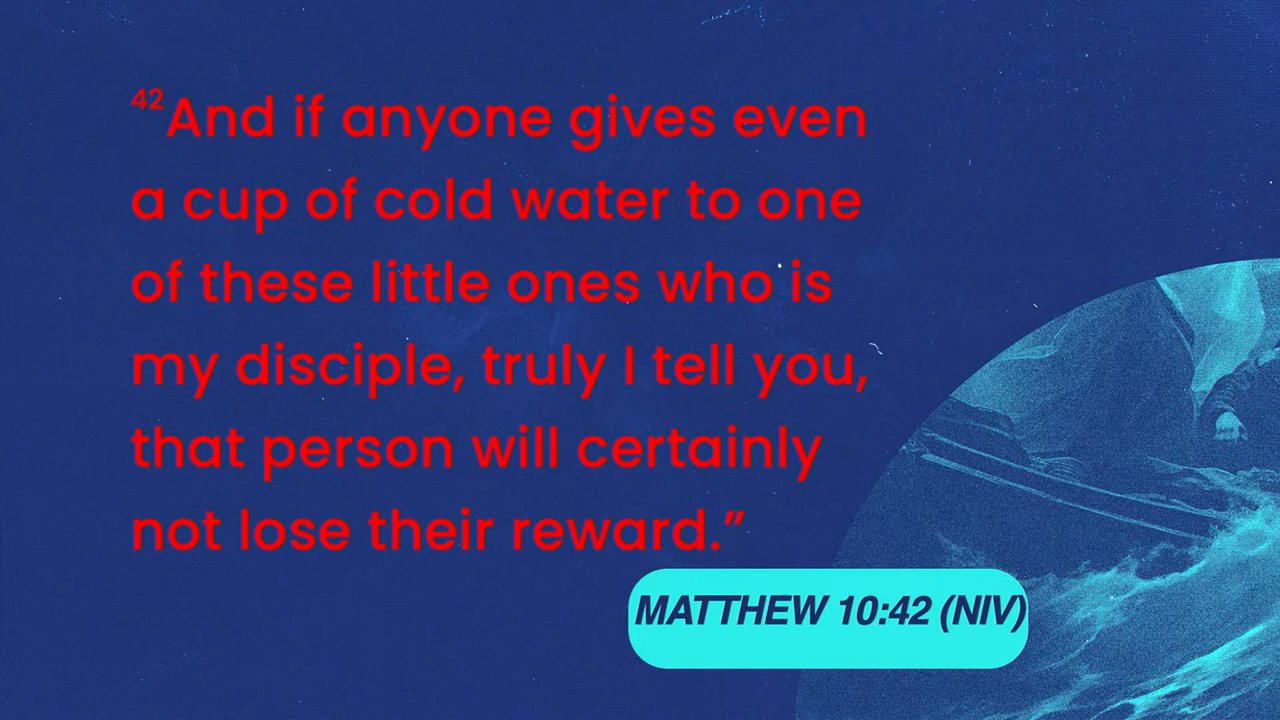 42And if anyone gives even
a cup of cold water to one
of these little ones who is
my disciple, truly I tell you,
that person will certainly
not lose their reward.”
MATTHEW 10:42 (NIV)